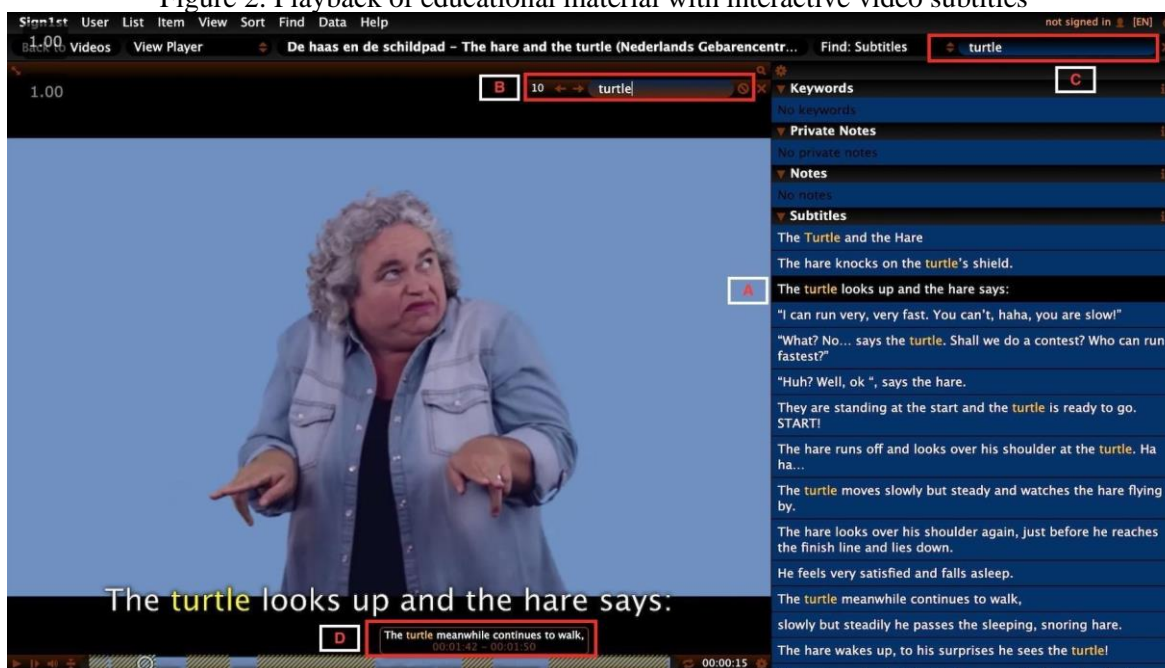 Figure 2. Playback of educational material with interactive video subtitles
Sign1st User List Item View Sort Find Data Help
not signed in [EN]
Back to Videos
1.00
View Player
De haas en de schildpad – The hare and the turtle (Nederlands Gebarencentr...
Find: Subtitles
turtle
1.00
B
10 ← → turtle
C
Keywords
No keywords
Private Notes
No private notes
Notes
No notes
Subtitles
The Turtle and the Hare
The hare knocks on the turtle's shield.
A
The turtle looks up and the hare says:
“I can run very, very fast. You can't, haha, you are slow!”
“What? No... says the turtle. Shall we do a contest? Who can run
fastest?”
“Huh? Well, ok “, says the hare.
They are standing at the start and the turtle is ready to go.
START!
The hare runs off and looks over his shoulder at the turtle. Ha
ha...
The turtle moves slowly but steady and watches the hare flying
by.
The hare looks over his shoulder again, just before he reaches
the finish line and lies down.
He feels very satisfied and falls asleep.
The turtle meanwhile continues to walk,
slowly but steadily he passes the sleeping, snoring hare.
The hare wakes up, to his surprises he sees the turtle!
The turtle looks up and the hare says:
D
The turtle meanwhile continues to walk,
00:01:42 – 00:01:50
00:00:15